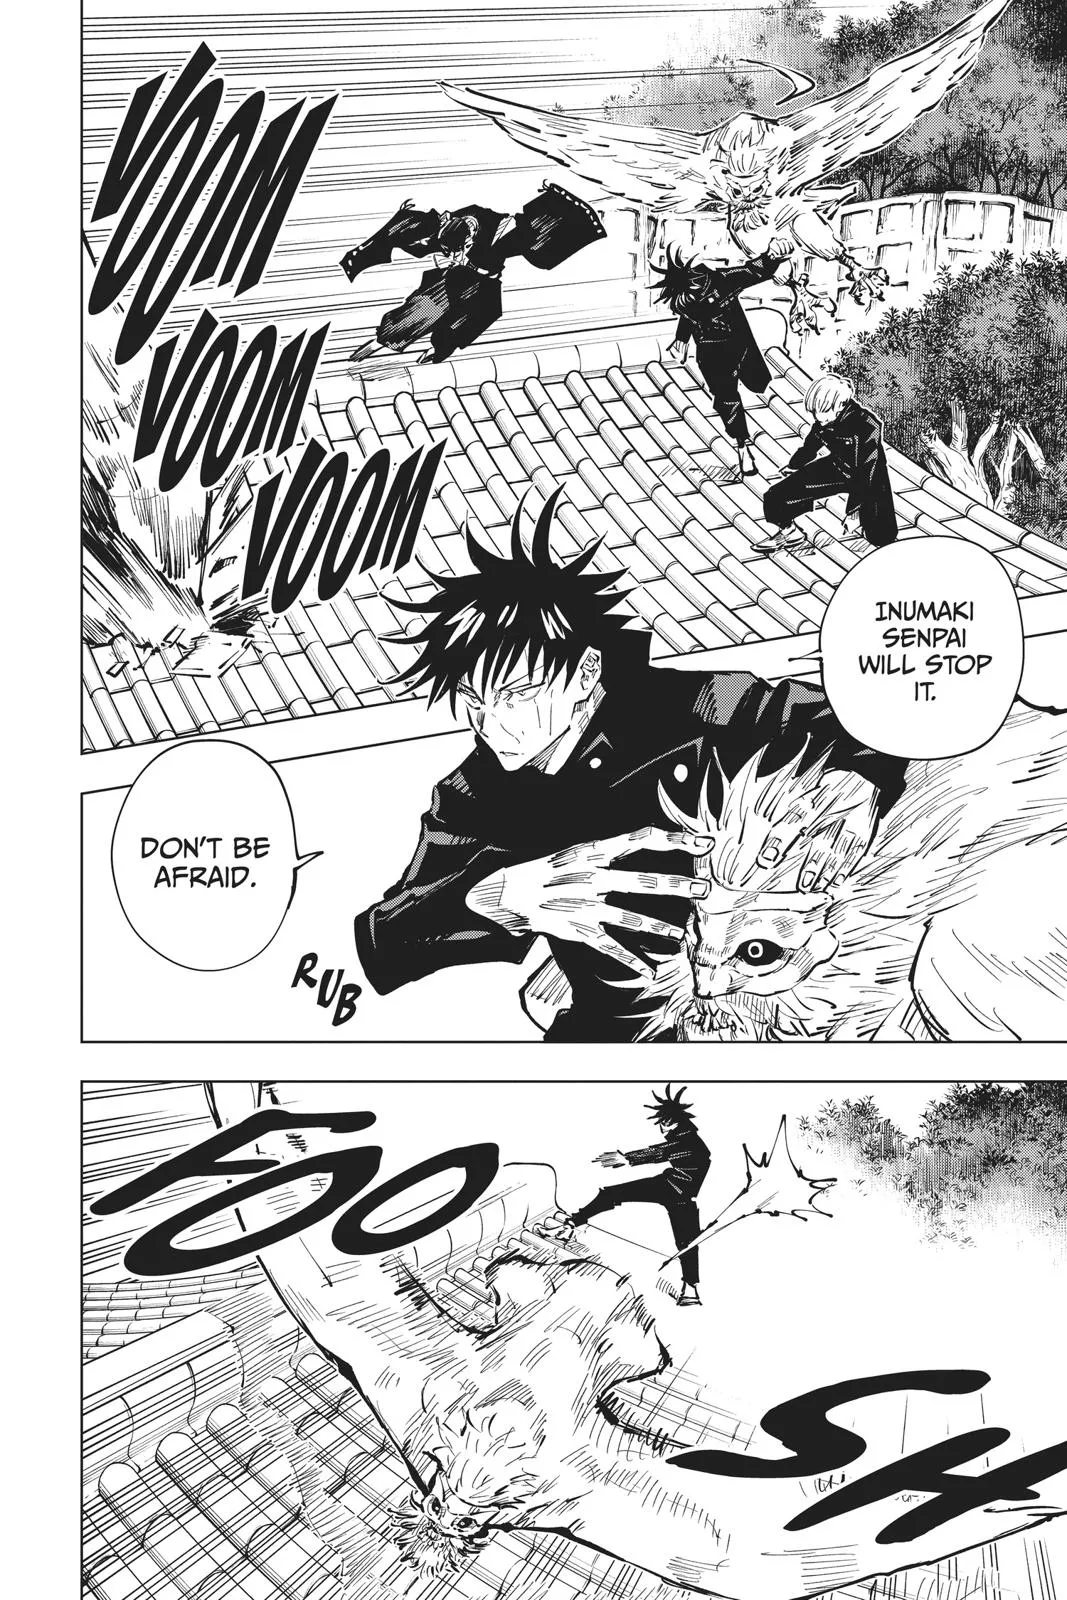 VOOM
VOOM
VOOM
INUMAKI
SENPAI
WILL STOP
IT.
DON'T BE
AFRAID.
RUB
FOO
SH